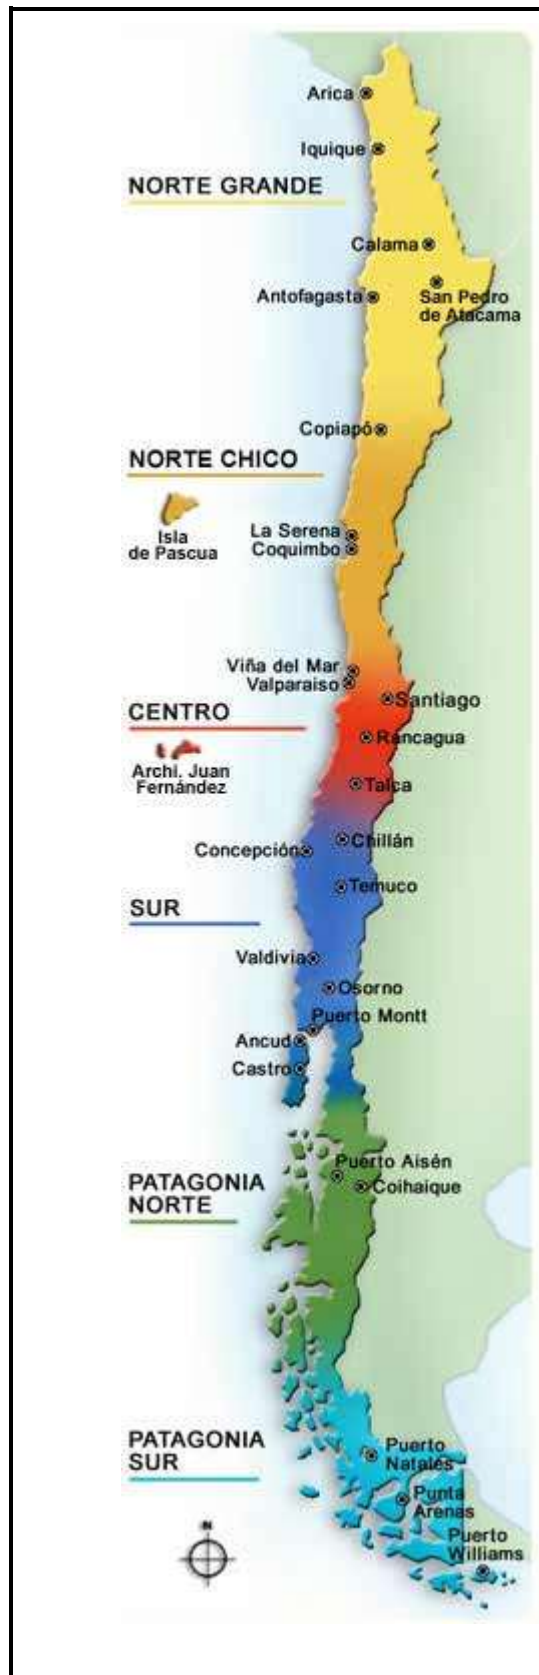 Arica
Iquique
NORTE GRANDE
Calama
Antofagasta
San Pedro
de Atacama
Copiapó
NORTE CHICO
Isla
de Pascua
La Serena
Coquimbo
Viña del Mar
Valparaiso
Santiago
CENTRO
Rancagua
Archi. Juan
Fernández
Talca
Chillán
Concepción
Temuco
SUR
Valdivia
Osorno
Puerto Montt
Ancud
Castro
Puerto Aisén
Coihaique
PATAGONIA
NORTE
PATAGONIA
SUR
Puerto
Natales
Punta
Arenas
N
Puerto
Williams